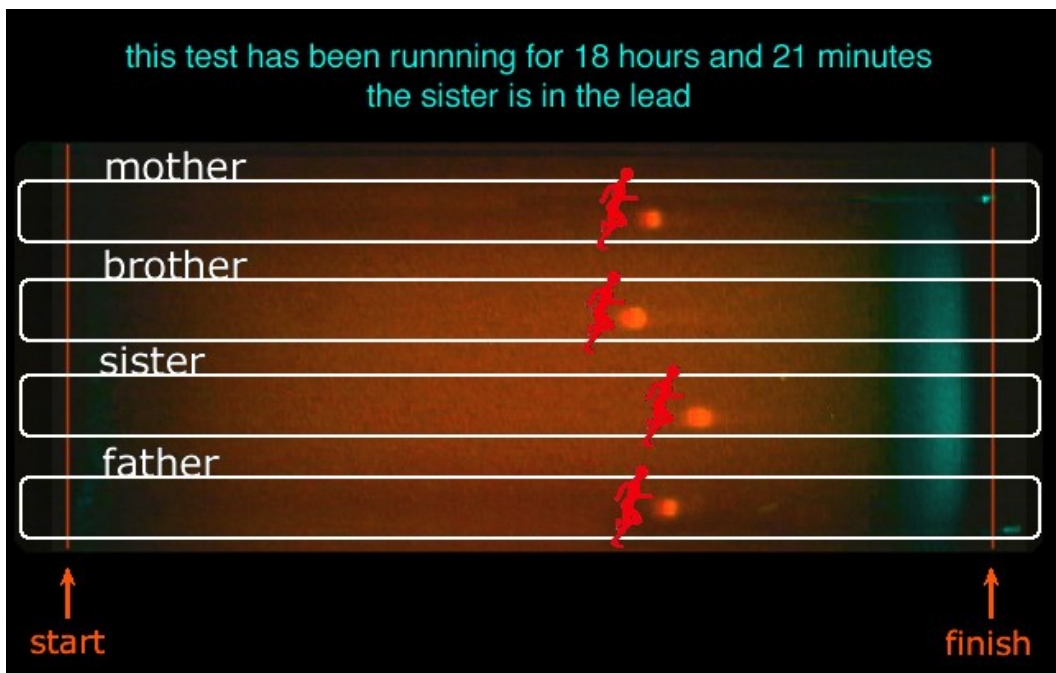 this test has been runnning for 18 hours and 21 minutes
the sister is in the lead
mother
brother
sister
father
start
finish